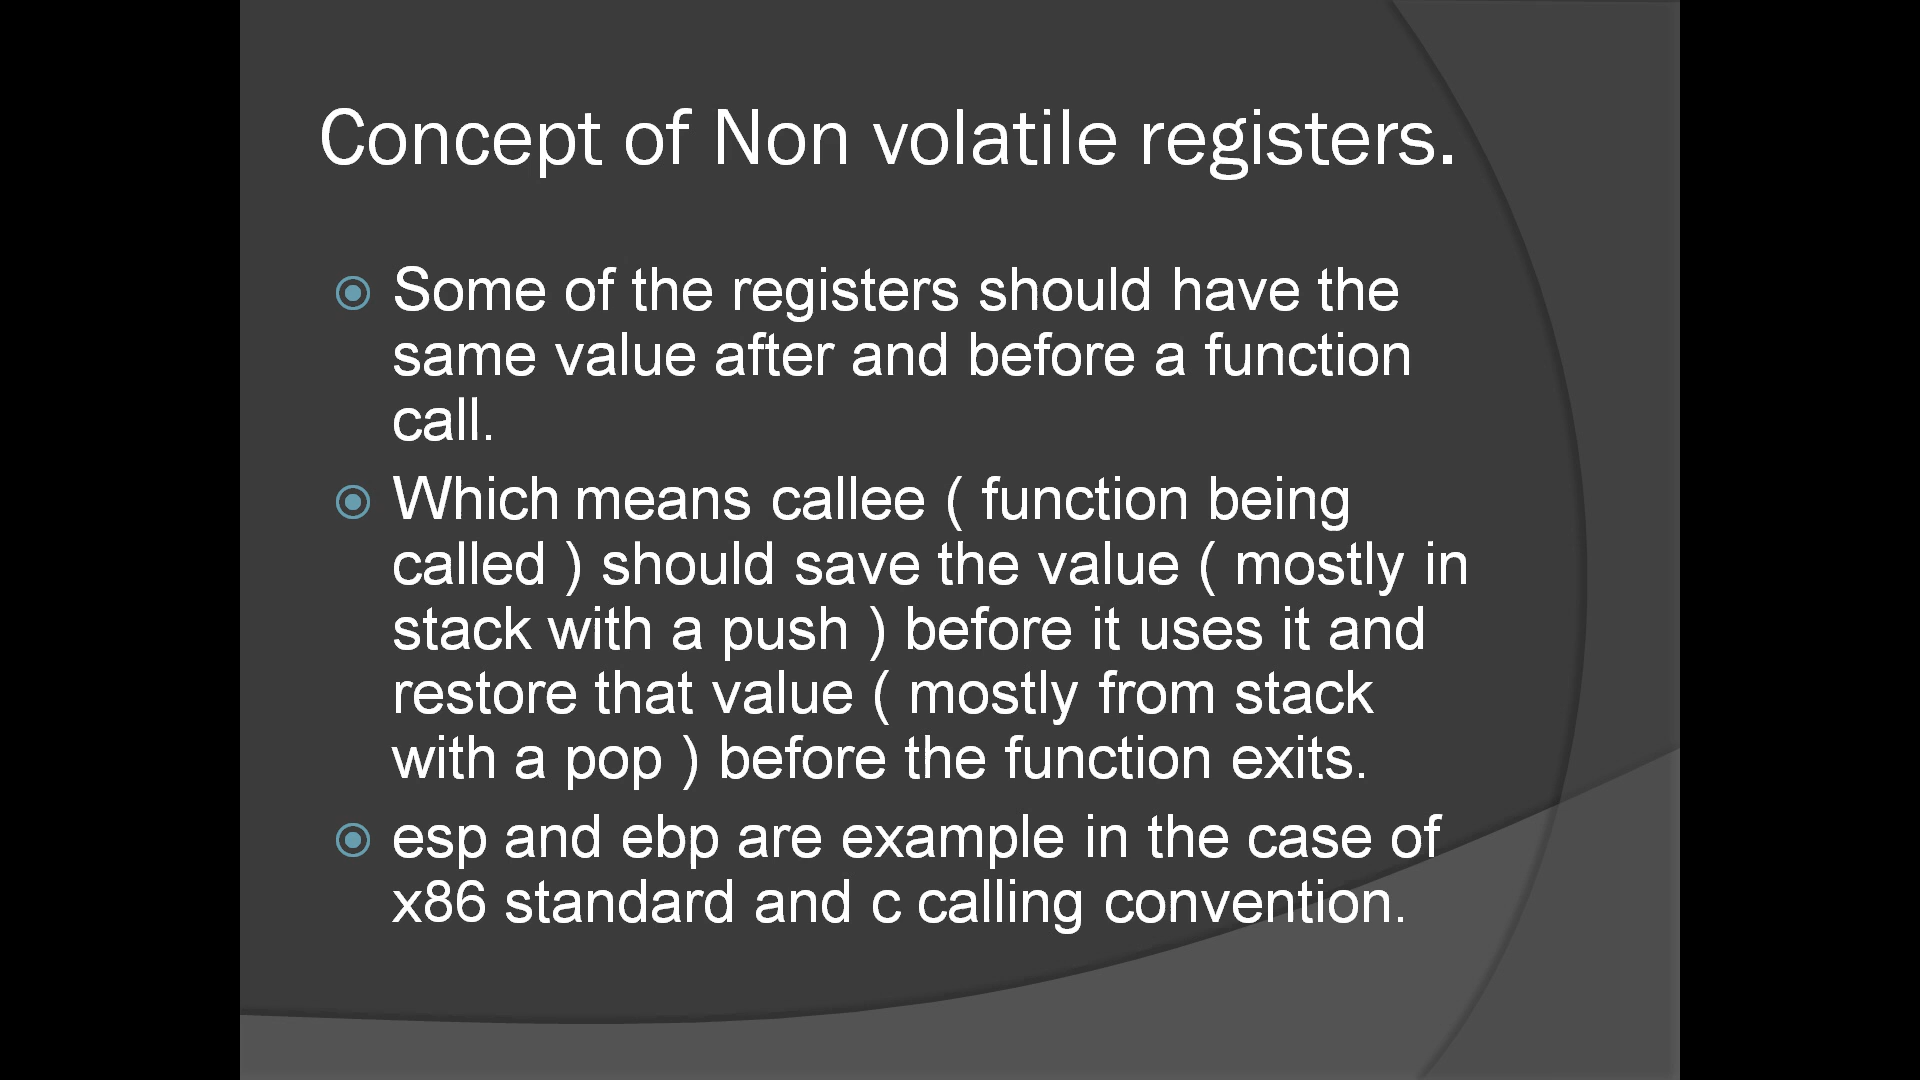 Concept of Non volatile registers.
Some of the registers should have the
same value after and before a function
call.
Which means callee ( function being
called ) should save the value ( mostly in
stack with a push ) before it uses it and
restore that value ( mostly from stack
with a pop ) before the function exits.
esp and ebp are example in the case of
x86 standard and c calling convention.